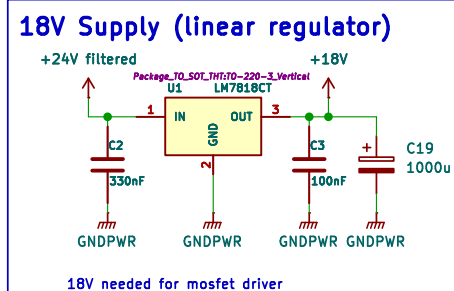 18V Supply (linear regulator)
+24V filtered
+18V
Package_TO_SOT_THT:TO-220-3_Vertical
U1 LM7818CT
1 IN OUT 3
GND
2
C2
330nF
C3
100nF
+
C19
1000u
GNDPWR GNDPWR GNDPWR GNDPWR
18V needed for mosfet driver